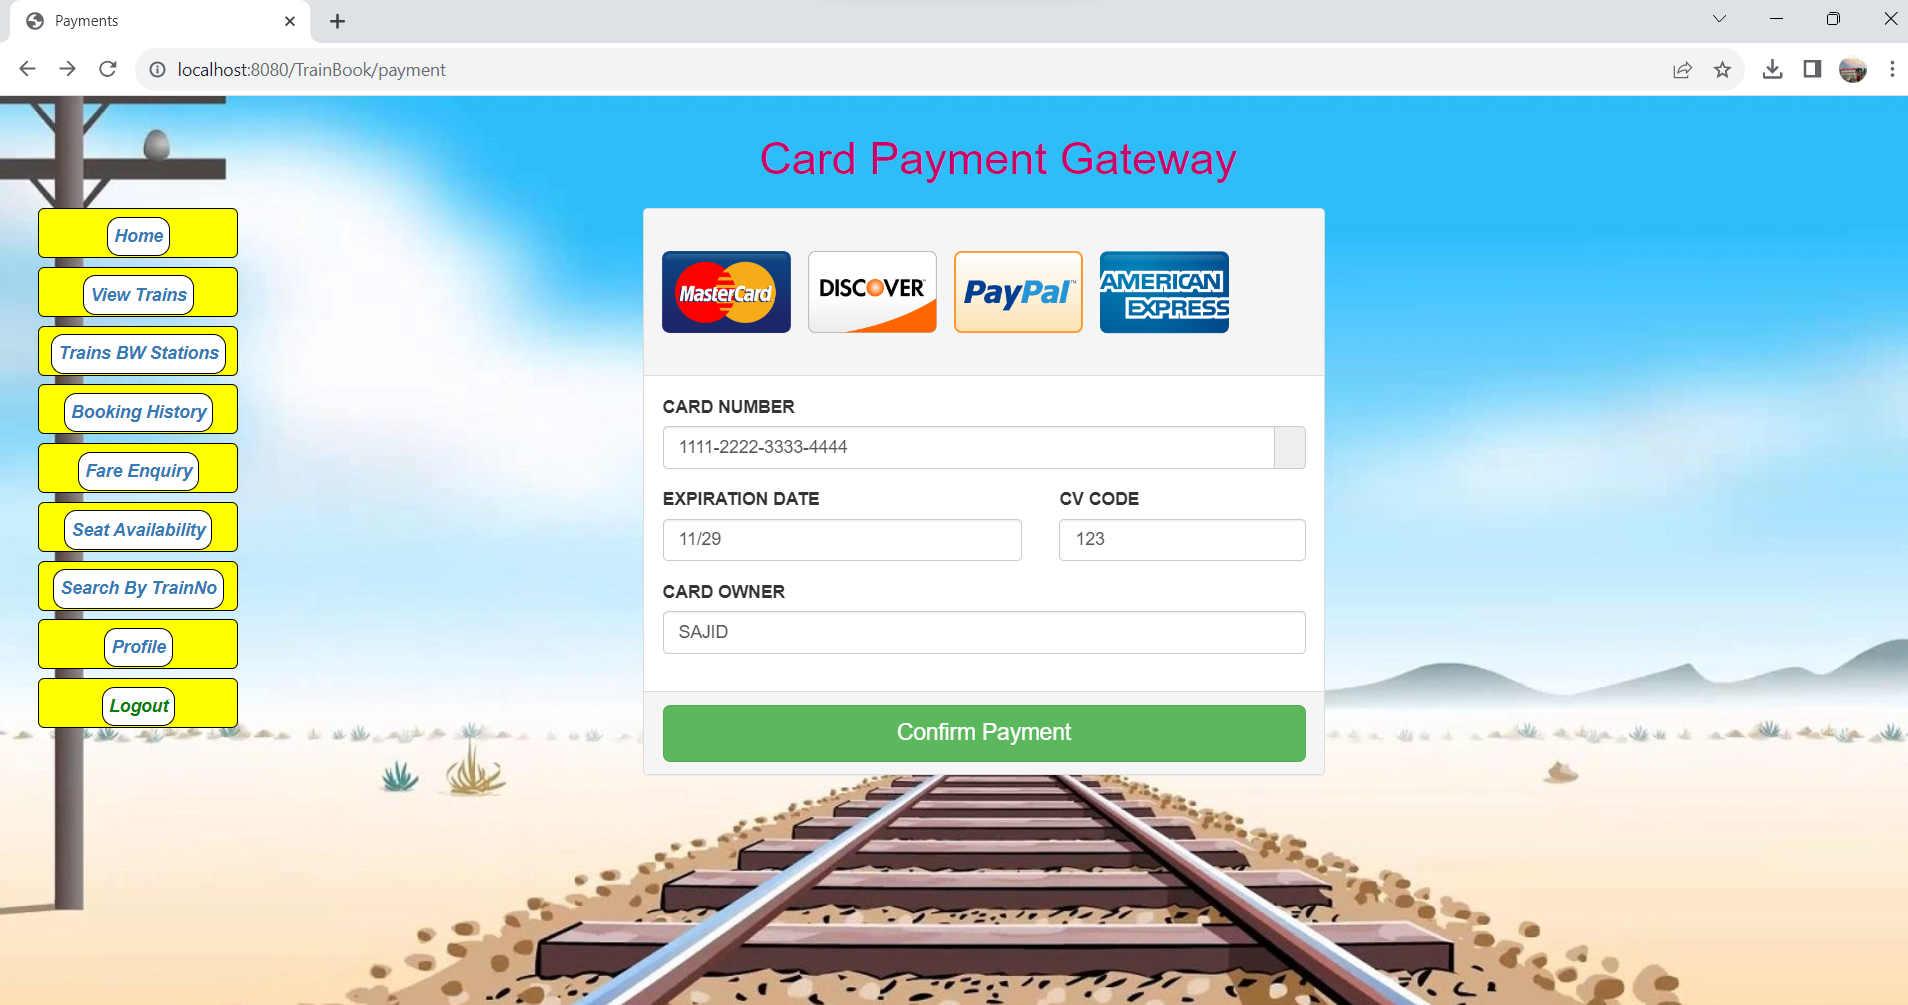 Payments
localhost:8080/TrainBook/payment
Card Payment Gateway
Home
View Trains
Trains BW Stations
Booking History
Fare Enquiry
Seat Availability
Search By TrainNo
Profile
Logout
MasterCard
DISCOVER
PayPal™
AMERICAN
EXPRESS
CARD NUMBER
1111-2222-3333-4444
EXPIRATION DATE
CV CODE
11/29
123
CARD OWNER
SAJID
Confirm Payment